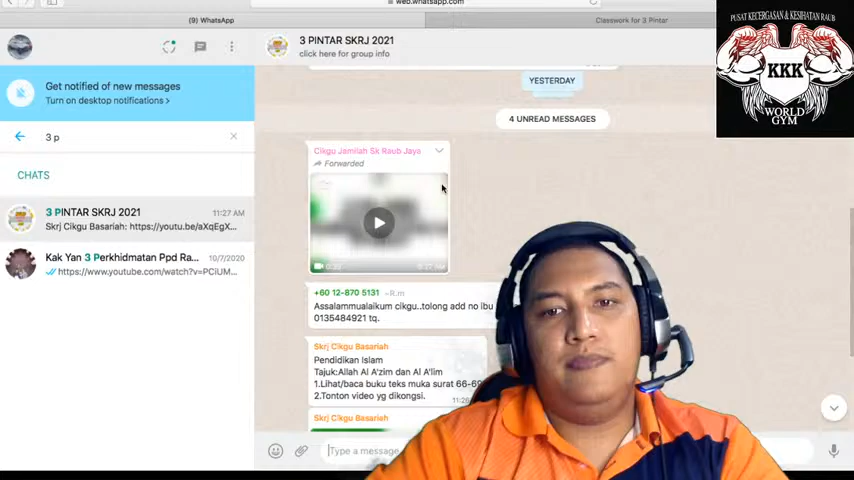 web.whatsapp.com
(9) WhatsApp
Classwork for 3 Pintar
PUSAT KECERGASAN & KESIHATAN RAUB
KKK
WORLD
GYM
3 PINTAR SKRJ 2021
click here for group info
Get notified of new messages
Turn on desktop notifications >
3 p
CHATS
3 PINTAR SKRJ 2021
11:27 AM
Skrj Cikgu Basariah: https://youtu.be/aXqEgX...
Kak Yan 3 Perkhidmatan Ppd Ra...
10/7/2020
https://www.youtube.com/watch?v=PCiUM...
YESTERDAY
4 UNREAD MESSAGES
Cikgu Jamilah Sk Raub Jaya
Forwarded
+60 12-870 5131 ~R.m
Assalammualaikum cikgu..tolong add no ibu
0135484921 tq.
Skrj Cikgu Basariah
Pendidikan Islam
Tajuk:Allah Al A'zim dan Al A'lim
1.Lihat/baca buku teks muka surat 66-
2.Tonton video yg dikongsi.
Skrj Cikgu Basariah
Type a message